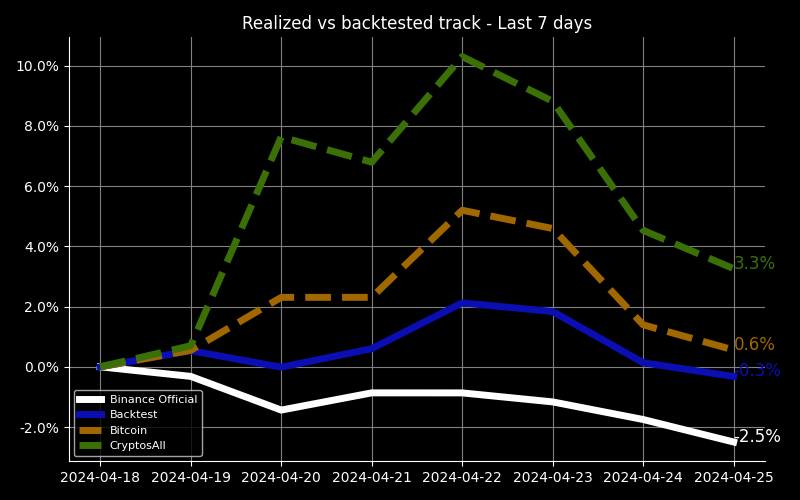 Realized vs backtested track - Last 7 days
10.0%
8.0%
6.0%
4.0%
2.0%
0.0%
-2.0%
3.3%
0.6%
-0.3%
-2.5%
Binance Official
Backtest
Bitcoin
CryptosAll
2024-04-18 2024-04-19 2024-04-20 2024-04-21 2024-04-22 2024-04-23 2024-04-24 2024-04-25